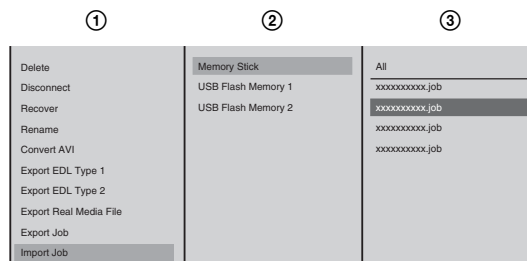 ① ② ③
Delete
Disconnect
Recover
Rename
Convert AVI
Export EDL Type 1
Export EDL Type 2
Export Real Media File
Export Job
Import Job
Memory Stick
USB Flash Memory 1
USB Flash Memory 2
All
xxxxxxxxxx.job
xxxxxxxxxx.job
xxxxxxxxxx.job
xxxxxxxxxx.job